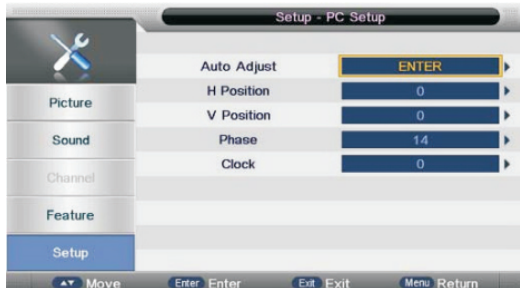 Setup - PC Setup
Auto Adjust ENTER
H Position 0
V Position 0
Phase 14
Clock 0
Picture
Sound
Channel
Feature
Setup
▲▼ Move Enter Enter Exit Exit Menu Return